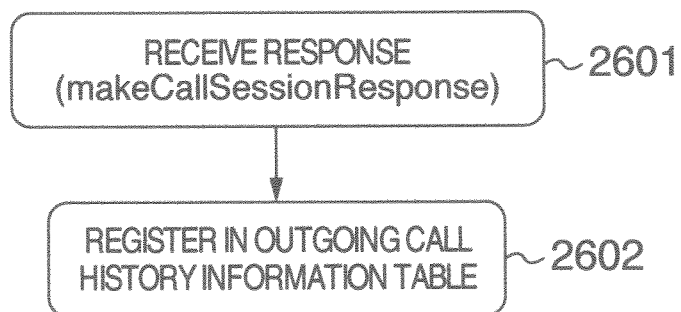 RECEIVE RESPONSE
(makeCallSessionResponse)
2601
REGISTER IN OUTGOING CALL
HISTORY INFORMATION TABLE
2602